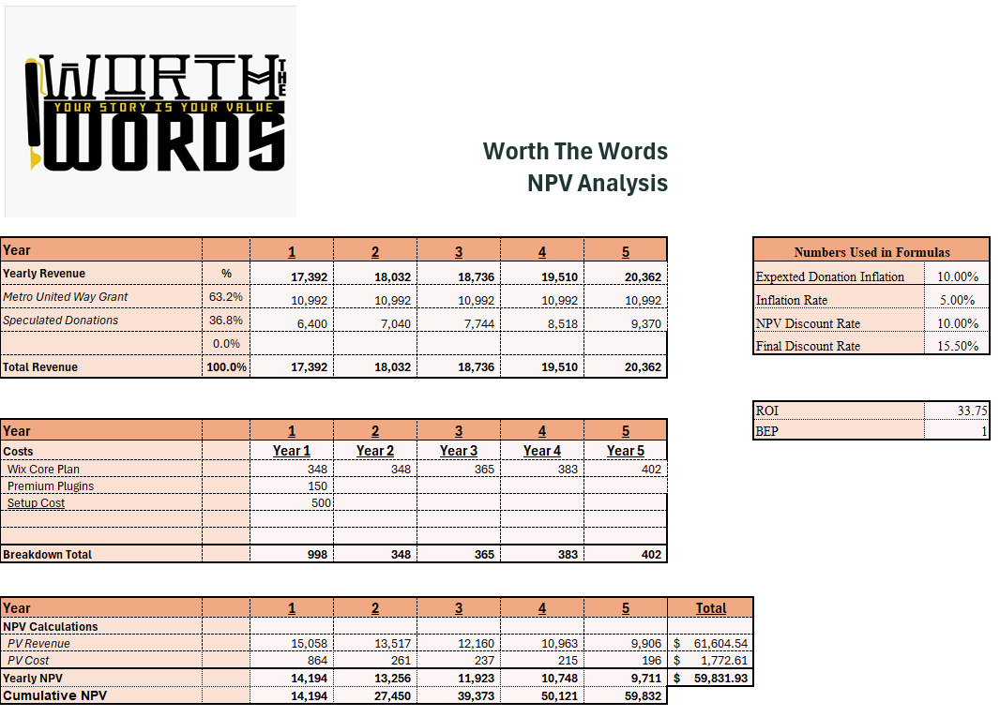 WORTH THE
YOUR STORY IS YOUR VALUE
WORDS
Worth The Words
NPV Analysis
Year 1 2 3 4 5
Yearly Revenue % 17,392 18,032 18,736 19,510 20,362
Metro United Way Grant 63.2% 10,992 10,992 10,992 10,992 10,992
Speculated Donations 36.8% 6,400 7,040 7,744 8,518 9,370
0.0%
Total Revenue 100.0% 17,392 18,032 18,736 19,510 20,362
Numbers Used in Formulas
Expexted Donation Inflation 10.00%
Inflation Rate 5.00%
NPV Discount Rate 10.00%
Final Discount Rate 15.50%
ROI 33.75
BEP 1
Year 1 2 3 4 5
Costs Year 1 Year 2 Year 3 Year 4 Year 5
Wix Core Plan 348 348 365 383 402
Premium Plugins 150
Setup Cost 500
Breakdown Total 998 348 365 383 402
Year 1 2 3 4 5 Total
NPV Calculations
PV Revenue 15,058 13,517 12,160 10,963 9,906 $ 61,604.54
PV Cost 864 261 237 215 196 $ 1,772.61
Yearly NPV 14,194 13,256 11,923 10,748 9,711 $ 59,831.93
Cumulative NPV 14,194 27,450 39,373 50,121 59,832